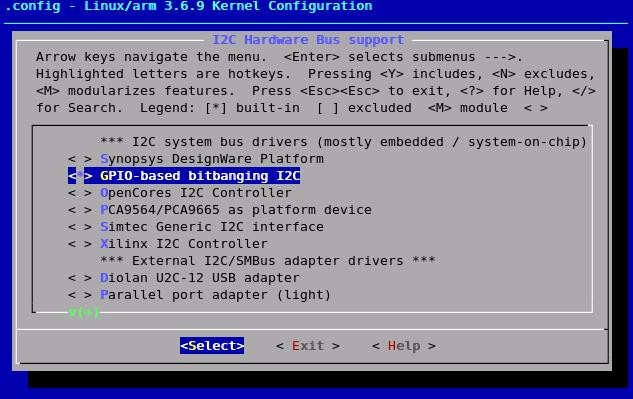 .config - Linux/arm 3.6.9 Kernel Configuration
I2C Hardware Bus support
Arrow keys navigate the menu.  <Enter> selects submenus --->.
Highlighted letters are hotkeys.  Pressing <Y> includes, <N> excludes,
<M> modularizes features.  Press <Esc><Esc> to exit, <?> for Help, </>
for Search.  Legend: [*] built-in  [ ] excluded  <M> module  < >
*** I2C system bus drivers (mostly embedded / system-on-chip)
< > Synopsys DesignWare Platform
<*> GPIO-based bitbanging I2C
< > OpenCores I2C Controller
< > PCA9564/PCA9665 as platform device
< > Simtec Generic I2C interface
< > Xilinx I2C Controller
*** External I2C/SMBus adapter drivers ***
< > Diolan U2C-12 USB adapter
< > Parallel port adapter (light)
v(+)
<Select>    < Exit >    < Help >